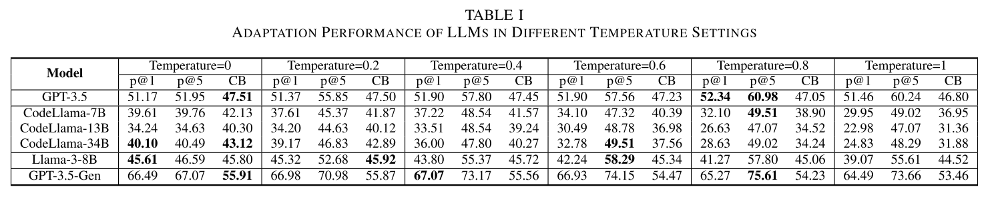 TABLE I
ADAPTATION PERFORMANCE OF LLMS IN DIFFERENT TEMPERATURE SETTINGS
Model Temperature=0 Temperature=0.2 Temperature=0.4 Temperature=0.6 Temperature=0.8 Temperature=1
p@1 p@5 CB p@1 p@5 CB p@1 p@5 CB p@1 p@5 CB p@1 p@5 CB p@1 p@5 CB
GPT-3.5 51.17 51.95 47.51 51.37 55.85 47.50 51.90 57.80 47.45 51.90 57.56 47.23 52.34 60.98 47.05 51.46 60.24 46.80
CodeLlama-7B 39.61 39.76 42.13 37.61 45.37 41.87 37.22 48.54 41.57 34.10 47.32 40.39 32.10 49.51 38.90 29.95 49.02 36.95
CodeLlama-13B 34.24 34.63 40.30 34.20 44.63 40.12 33.51 48.54 39.24 30.49 48.78 36.98 26.63 47.07 34.52 22.98 47.07 31.36
CodeLlama-34B 40.10 40.49 43.12 39.17 46.83 42.89 36.00 47.80 40.27 32.78 49.51 37.56 28.63 49.02 34.24 24.83 48.29 31.88
Llama-3-8B 45.61 46.59 45.80 45.32 52.68 45.92 43.80 55.37 45.72 42.24 58.29 45.34 41.27 57.80 45.06 39.07 55.61 44.52
GPT-3.5-Gen 66.49 67.07 55.91 66.98 70.98 55.87 67.07 73.17 55.56 66.93 74.15 54.47 65.27 75.61 54.23 64.49 73.66 53.46